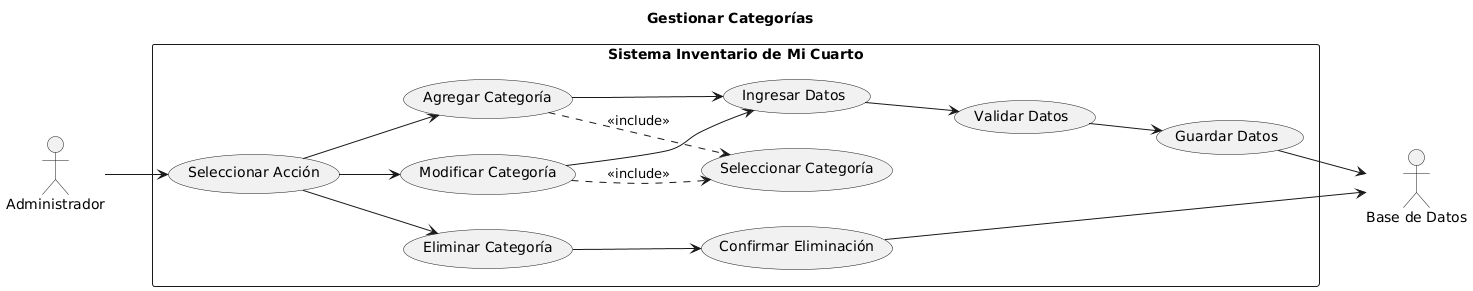 Gestionar Categorías
Sistema Inventario de Mi Cuarto
Agregar Categoría
Ingresar Datos
Validar Datos
«include»
Guardar Datos
Seleccionar Acción
Modificar Categoría
«include»
Seleccionar Categoría
Administrador
Base de Datos
Eliminar Categoría
Confirmar Eliminación